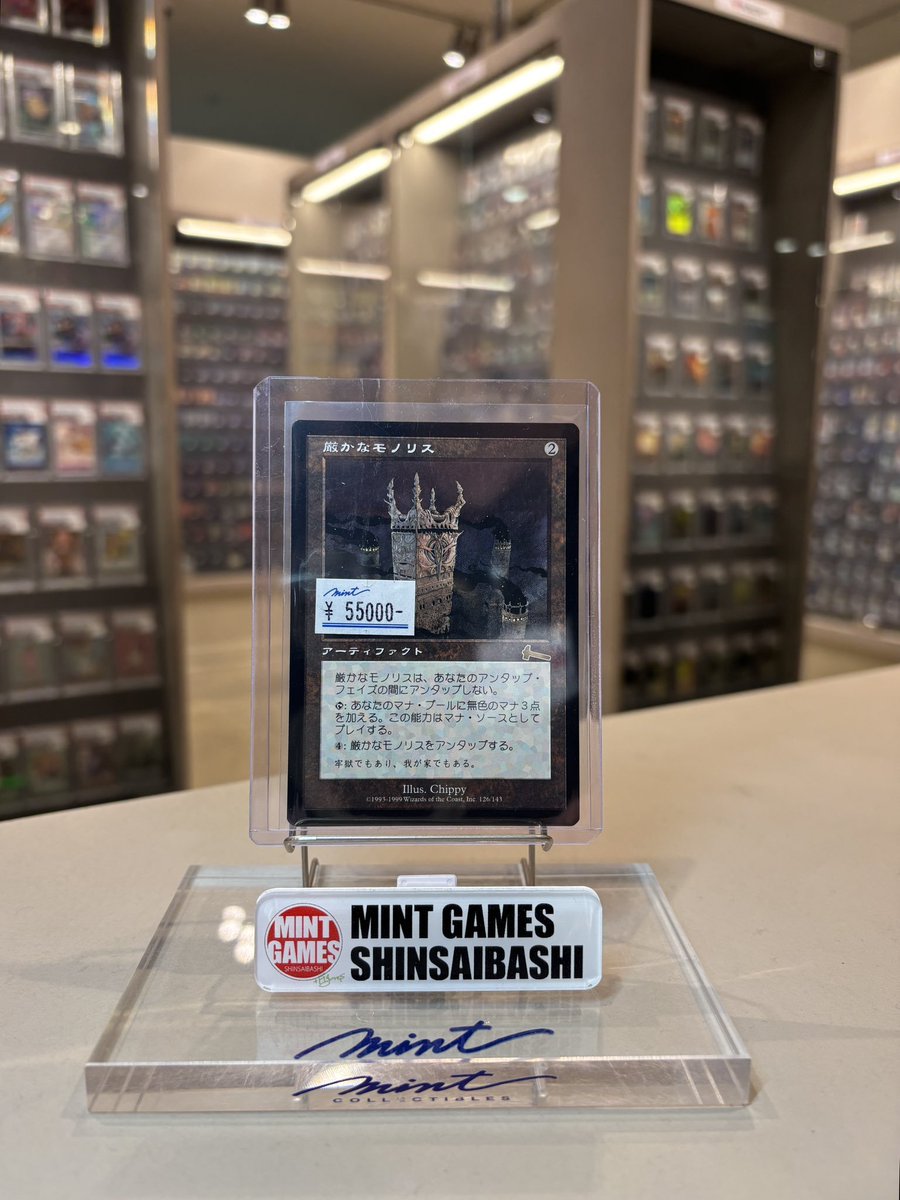 厳かなモノリス 2
mint
¥ 55000-
アーティファクト
厳かなモノリスは、あなたのアンタップ・
フェイズの間にアンタップしない。
：あなたのマナ・プールに無色のマナ３点
を加える。この能力はマナ・ソースとして
プレイする。
4：厳かなモノリスをアンタップする。
牢獄でもあり、我が家でもある。
Illus. Chippy
©1993-1999 Wizards of the Coast, Inc. 126/143
MINT
GAMES
SHINSAIBASHI
MINT GAMES
SHINSAIBASHI
mint
mint
COLLECTIBLES